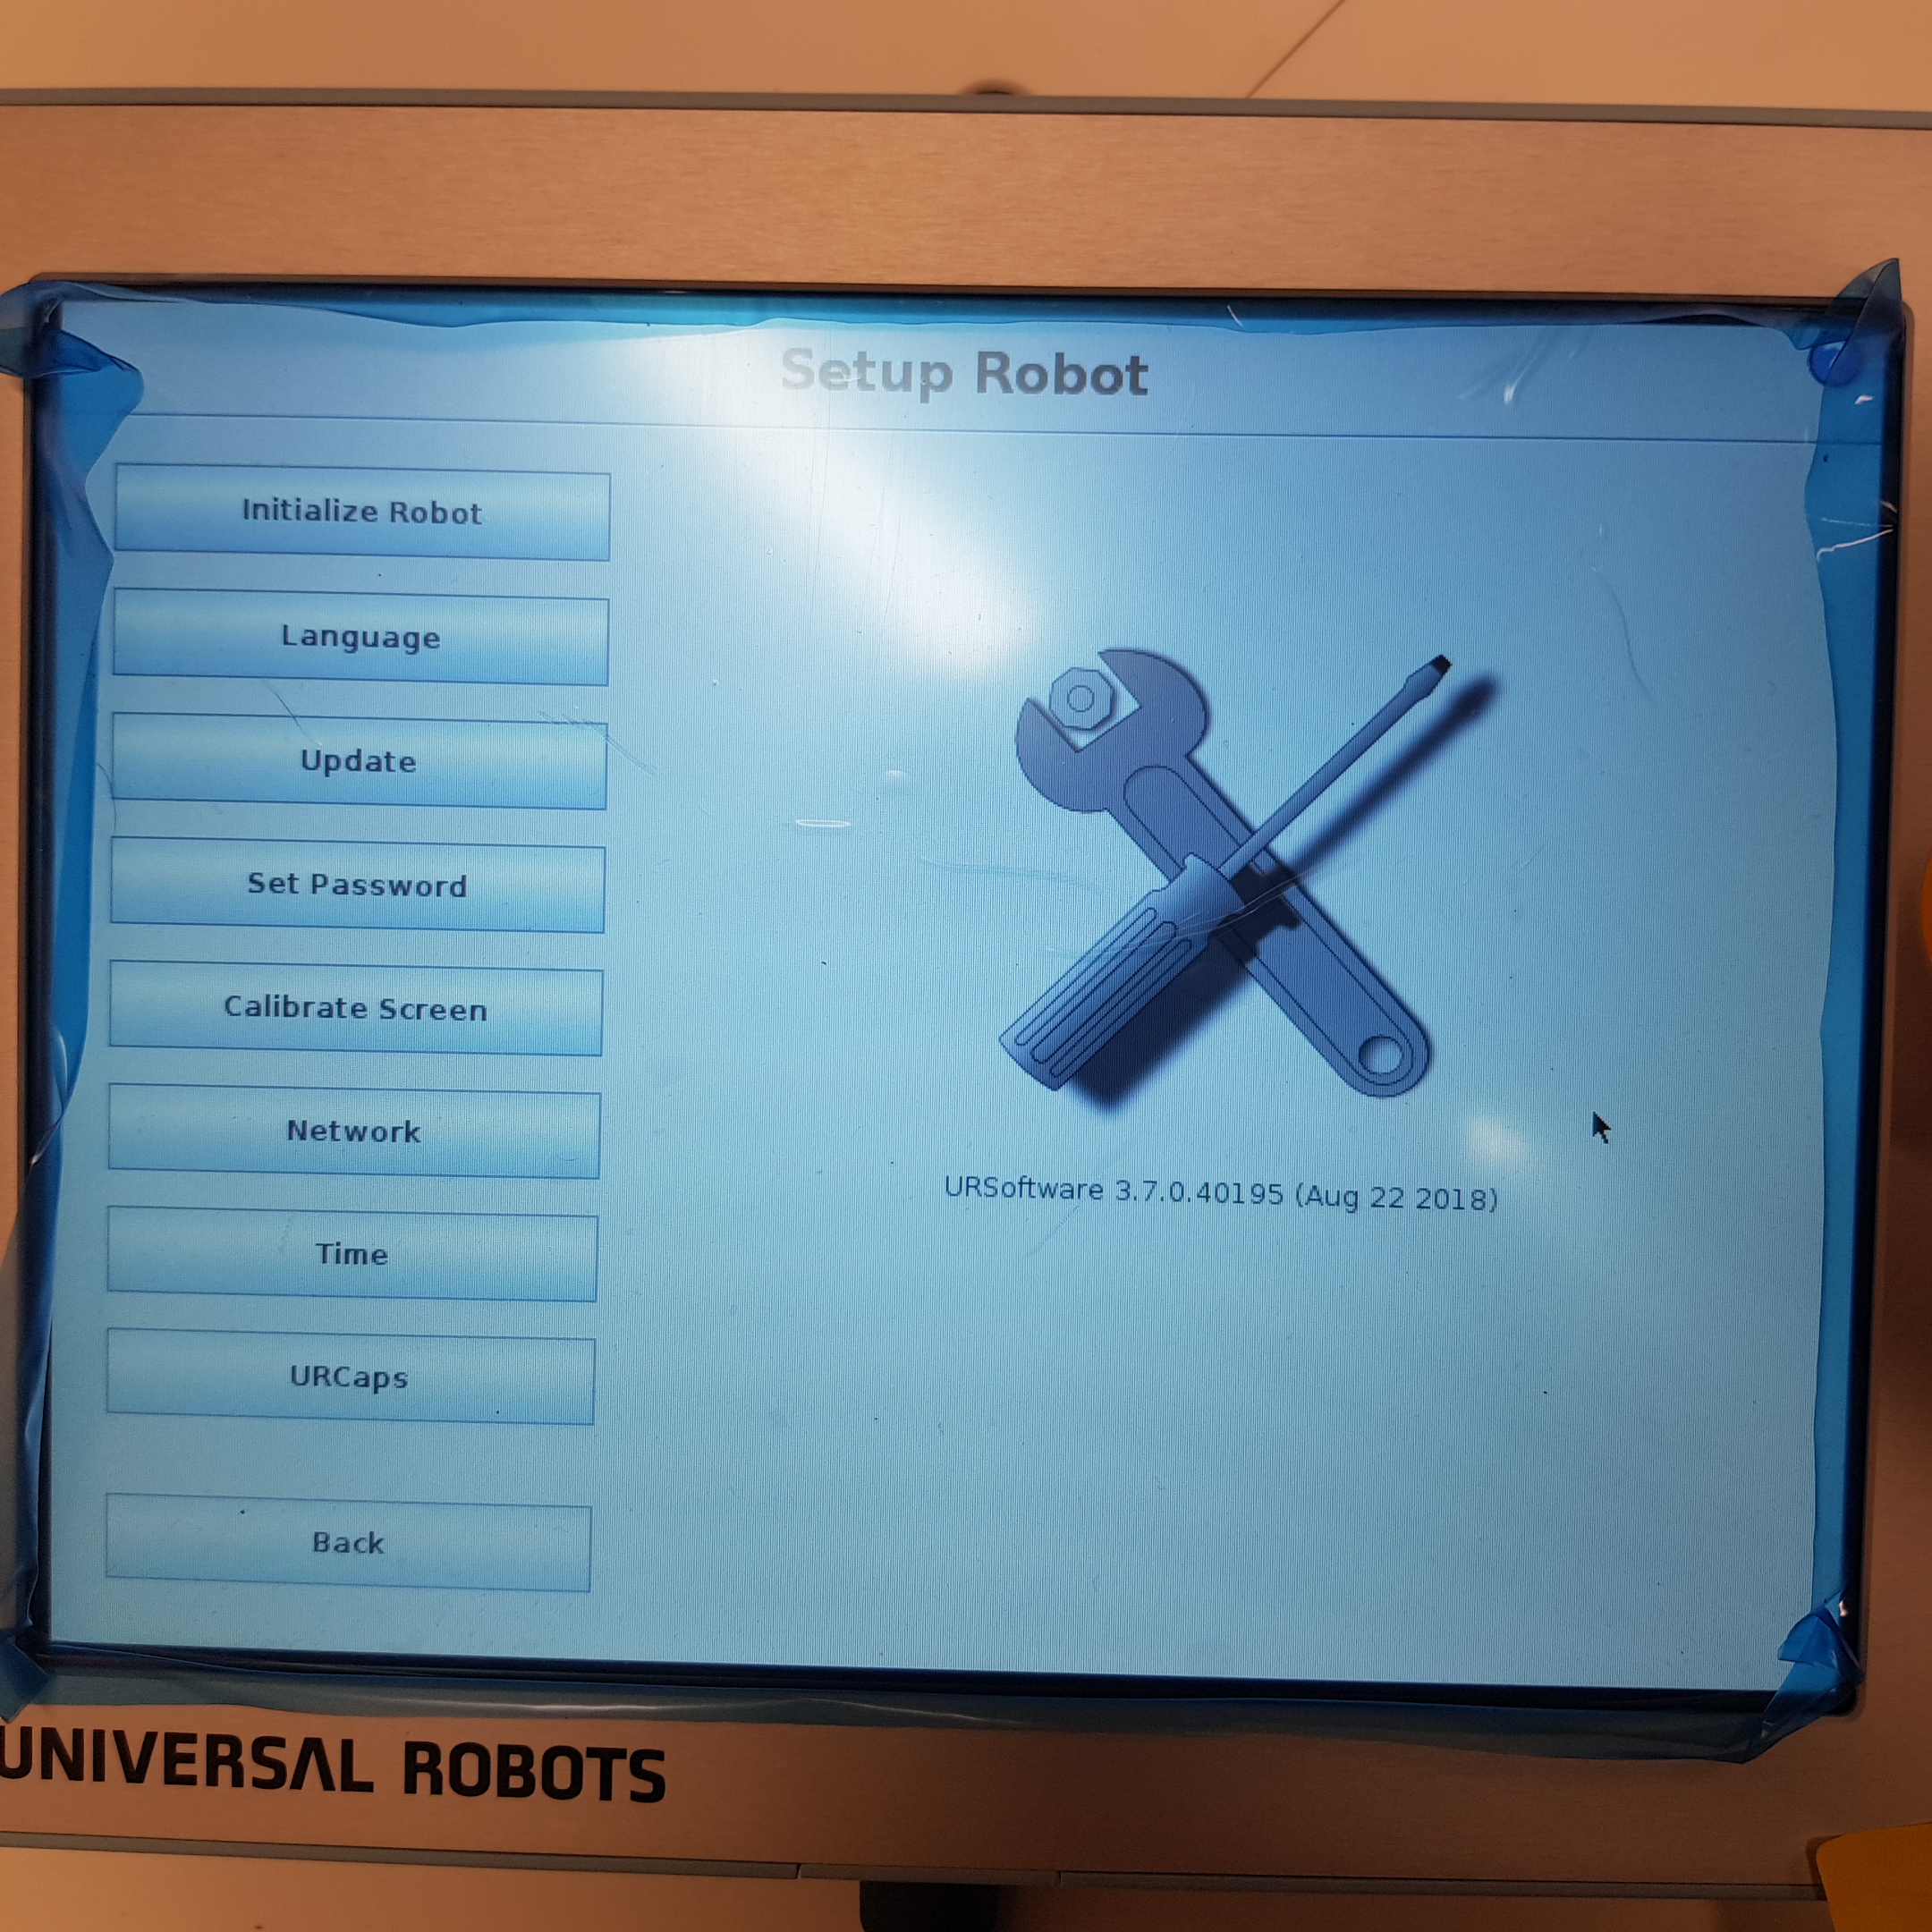 Setup Robot
Initialize Robot
Language
Update
Set Password
Calibrate Screen
Network
Time
URCaps
Back
URSoftware 3.7.0.40195 (Aug 22 2018)
UNIVERSAL ROBOTS